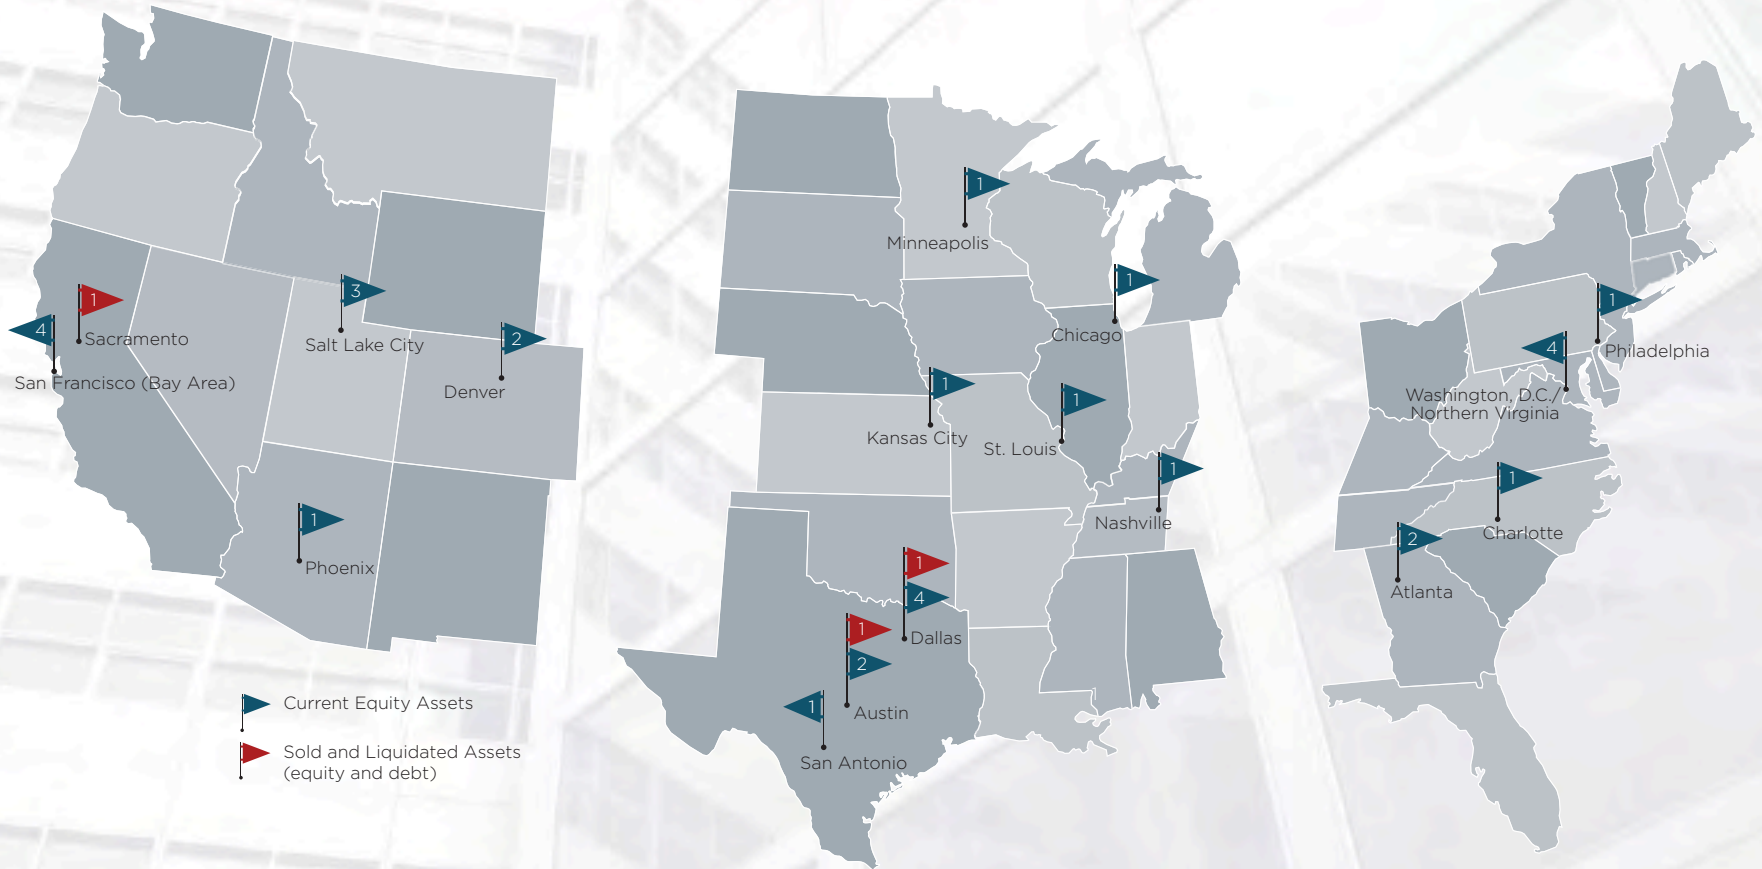 1
Sacramento
4
San Francisco (Bay Area)
3
Salt Lake City
2
Denver
1
Phoenix
Current Equity Assets
Sold and Liquidated Assets
(equity and debt)
1
Minneapolis
1
Chicago
1
Kansas City
1
St. Louis
1
Nashville
1
4
Dallas
1
2
Austin
1
San Antonio
1
Philadelphia
4
Washington, D.C./
Northern Virginia
1
Charlotte
2
Atlanta